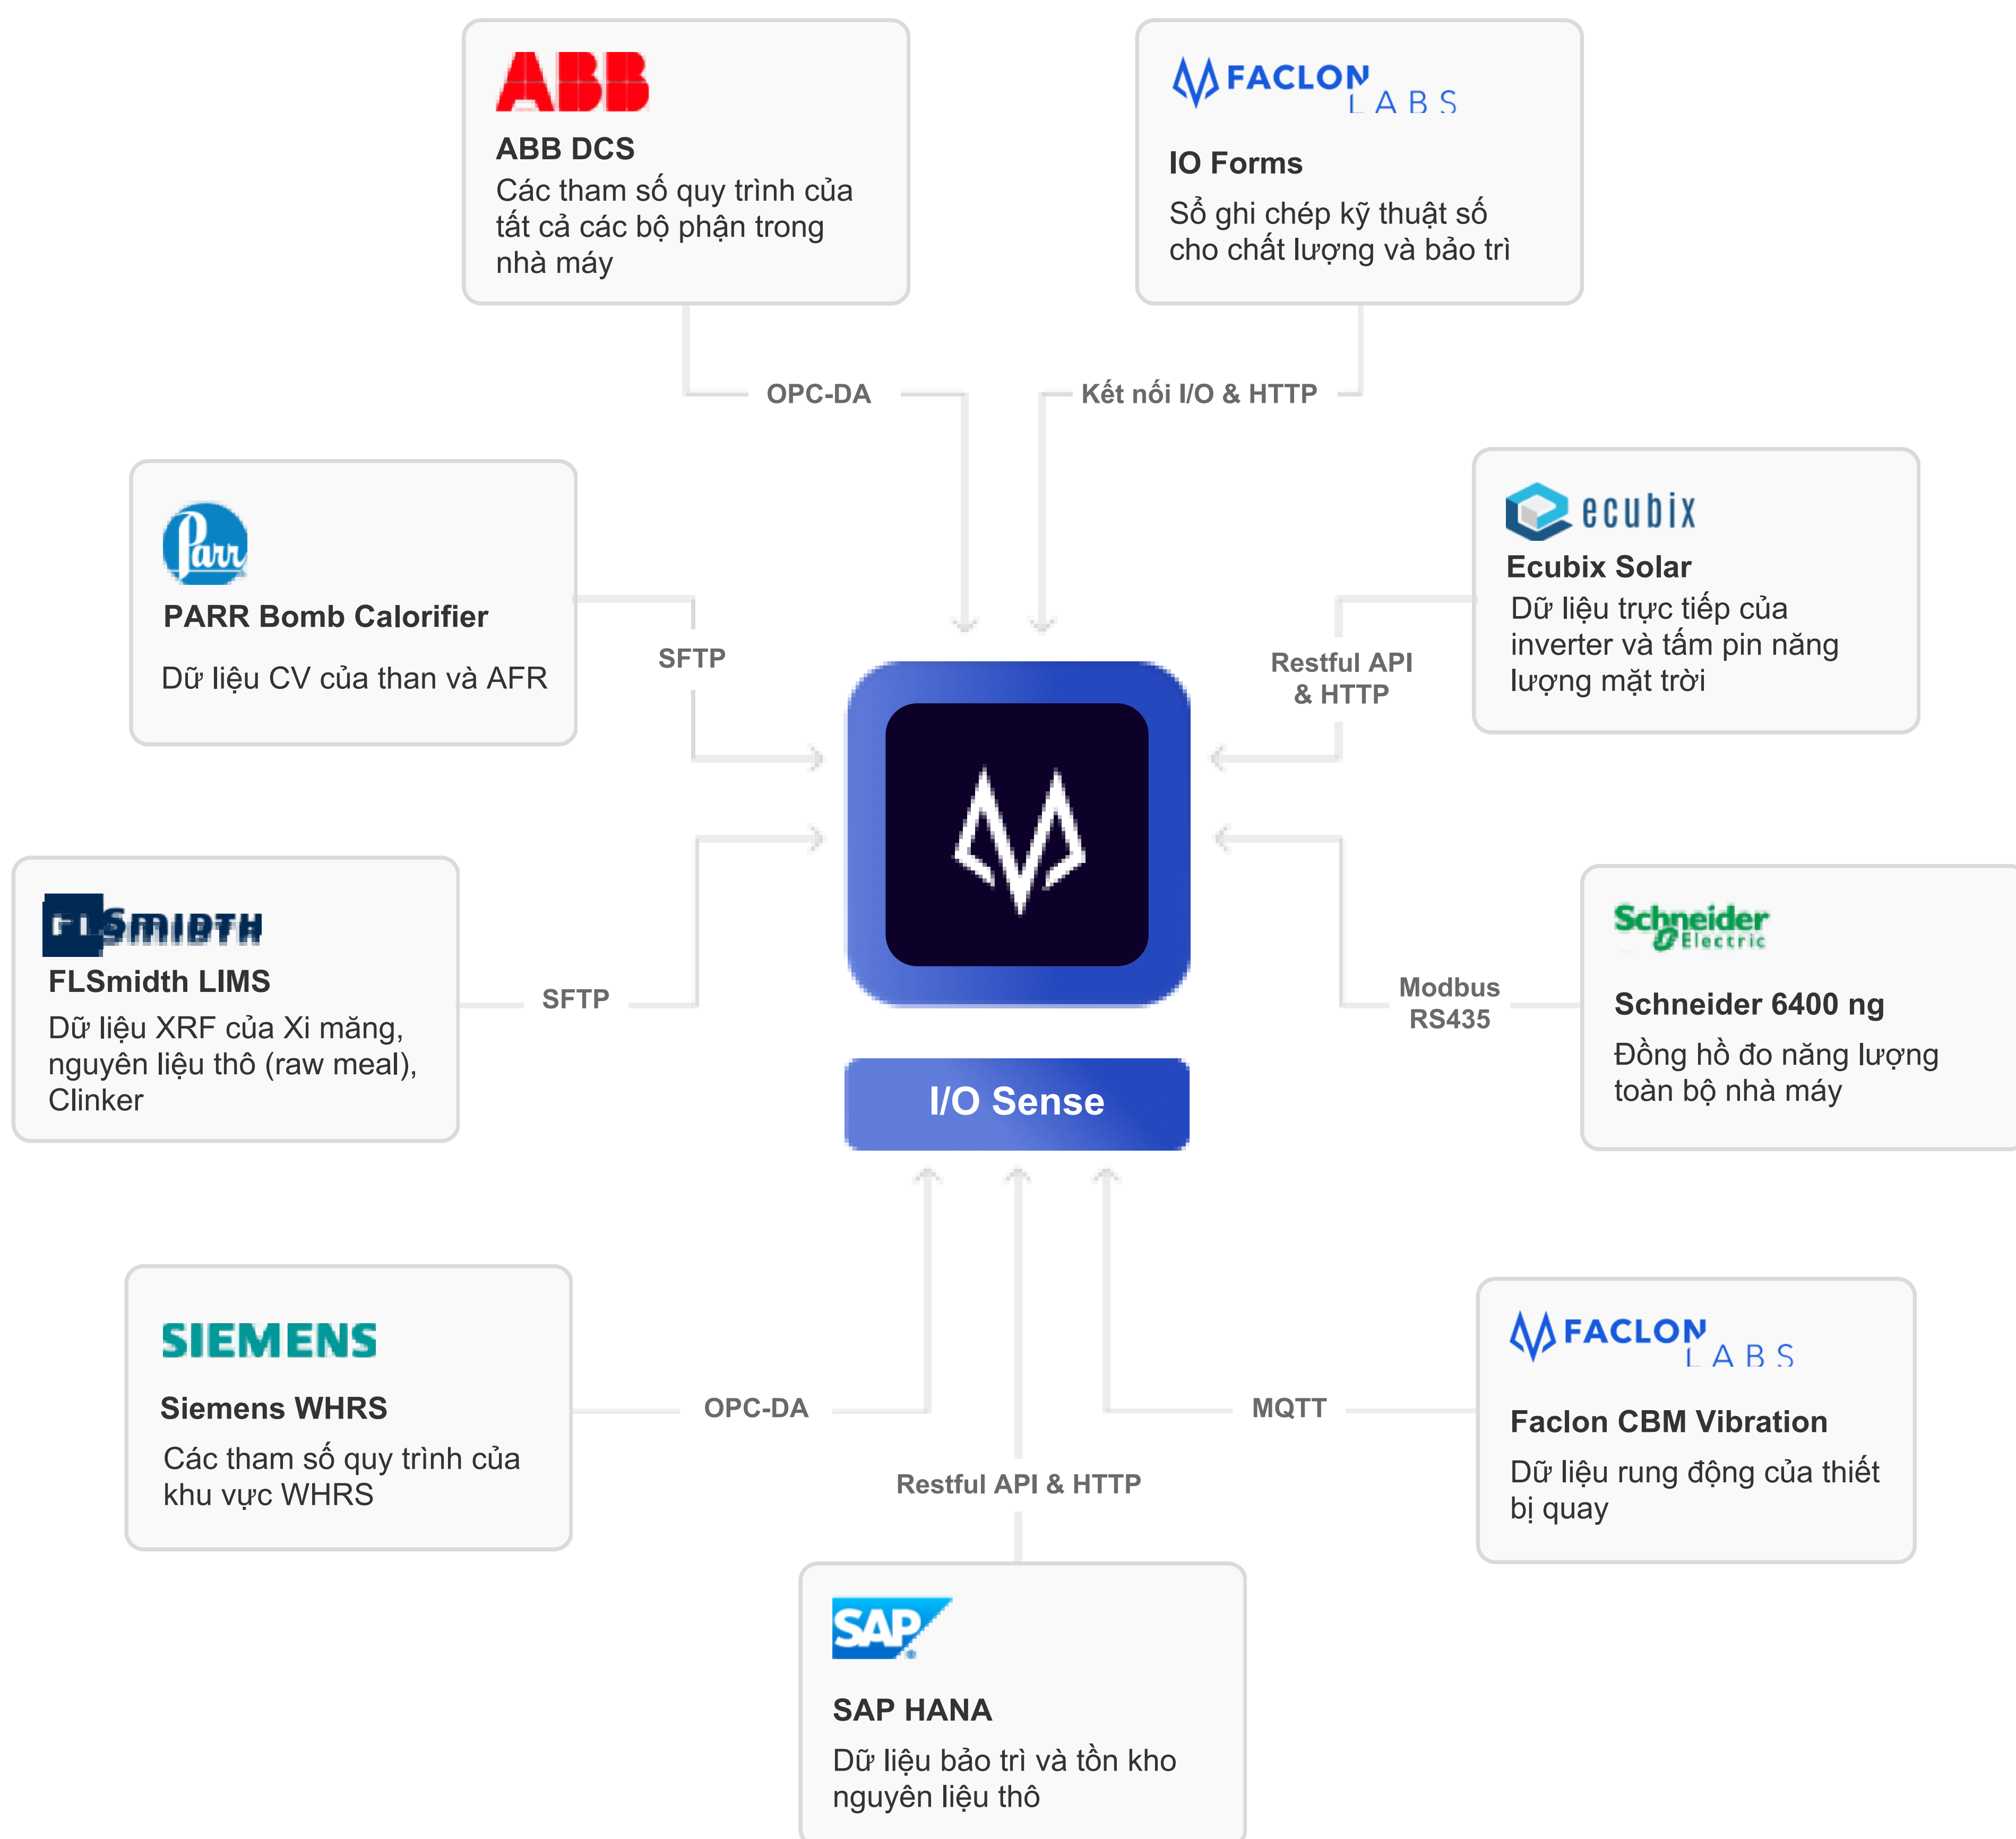 ABB
ABB DCS
Các tham số quy trình của
tất cả các bộ phận trong
nhà máy
FACLON
LABS
IO Forms
Sổ ghi chép kỹ thuật số
cho chất lượng và bảo trì
OPC-DA
Kết nối I/O & HTTP
Parr
PARR Bomb Calorifier
Dữ liệu CV của than và AFR
SFTP
ecubix
Ecubix Solar
Dữ liệu trực tiếp của
inverter và tấm pin năng
lượng mặt trời
Restful API
& HTTP
FLSMIDTH
FLSmidth LIMS
Dữ liệu XRF của Xi măng,
nguyên liệu thô (raw meal),
Clinker
SFTP
Schneider
Electric
Schneider 6400 ng
Đồng hồ đo năng lượng
toàn bộ nhà máy
Modbus
RS435
I/O Sense
SIEMENS
Siemens WHRS
Các tham số quy trình của
khu vực WHRS
OPC-DA
MQTT
FACLON
LABS
Faclon CBM Vibration
Dữ liệu rung động của thiết
bị quay
Restful API & HTTP
SAP
SAP HANA
Dữ liệu bảo trì và tồn kho
nguyên liệu thô